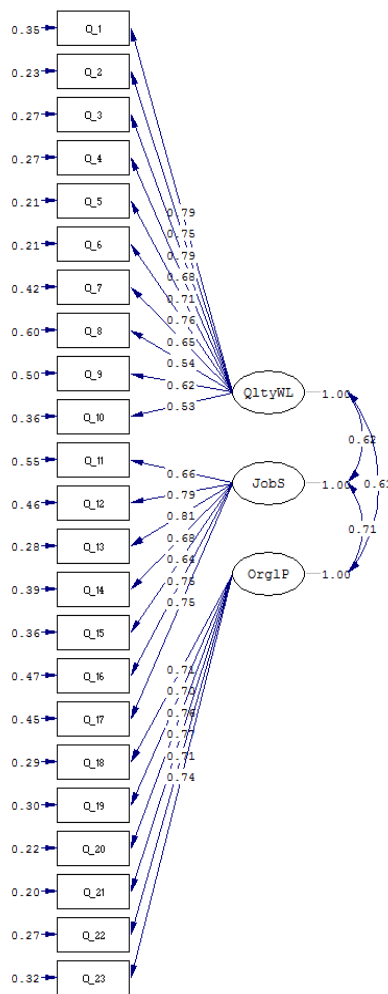 0.35 Q_1
0.23 Q_2
0.27 Q_3
0.27 Q_4
0.21 Q_5
0.21 Q_6
0.42 Q_7
0.60 Q_8
0.50 Q_9
0.36 Q_10
0.55 Q_11
0.46 Q_12
0.28 Q_13
0.39 Q_14
0.36 Q_15
0.47 Q_16
0.45 Q_17
0.29 Q_18
0.30 Q_19
0.22 Q_20
0.20 Q_21
0.27 Q_22
0.32 Q_23
0.79
0.75
0.79
0.68
0.71
0.76
0.65
0.54
0.62
0.53
0.66
0.79
0.81
0.68
0.64
0.75
0.75
0.71
0.70
0.76
0.77
0.71
0.74
QltyWL 1.00
JobS 1.00
OrglP 1.00
0.62
0.71